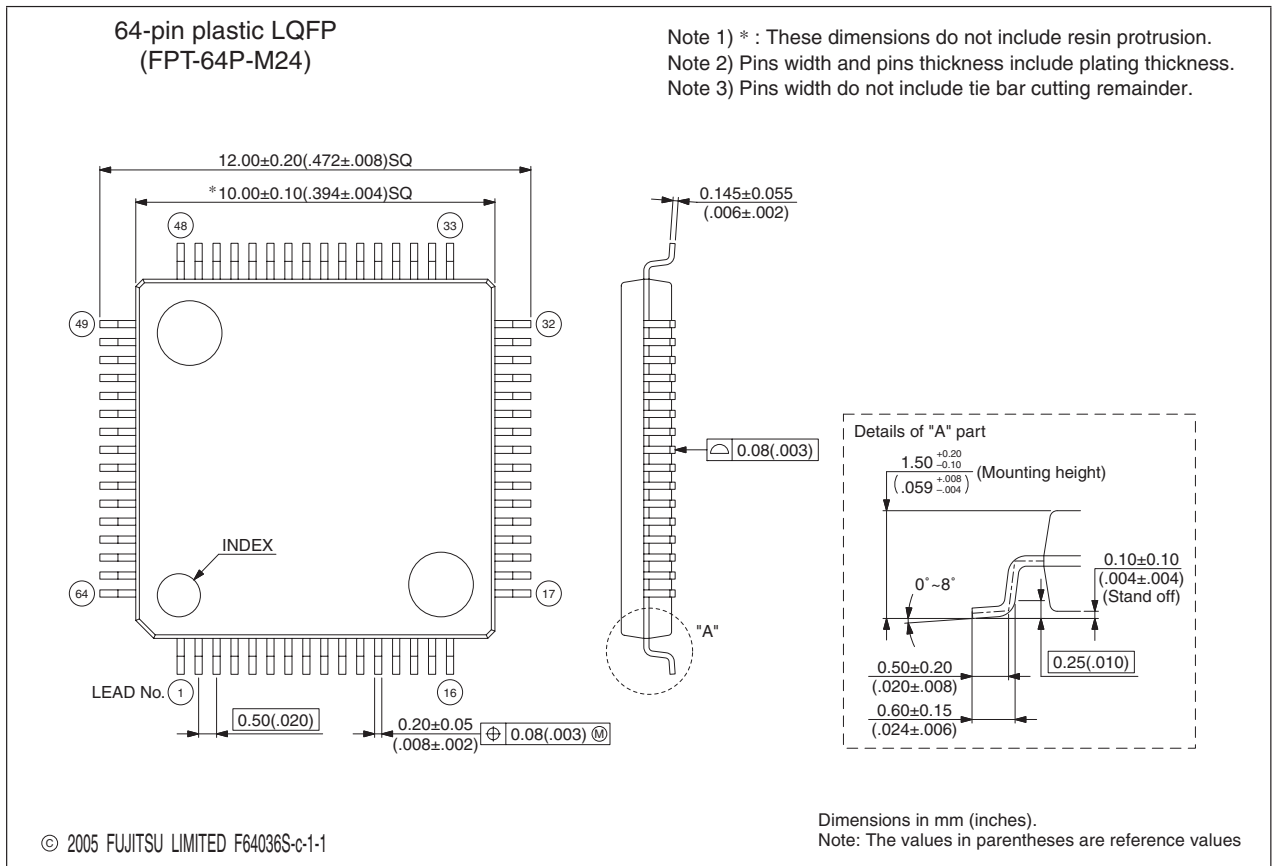 64-pin plastic LQFP
(FPT-64P-M24)
Note 1) * : These dimensions do not include resin protrusion.
Note 2) Pins width and pins thickness include plating thickness.
Note 3) Pins width do not include tie bar cutting remainder.
12.00±0.20(.472±.008)SQ
*10.00±0.10(.394±.004)SQ
0.145±0.055
(.006±.002)
48
33
49
32
0.08(.003)
INDEX
64
17
"A"
LEAD No.
1
16
0.50(.020)
0.20±0.05
(.008±.002)
⌖ 0.08(.003) Ⓜ
Details of "A" part
1.50 +0.20 –0.10
(.059 +.008 –.004)
(Mounting height)
0.10±0.10
(.004±.004)
(Stand off)
0˚~8˚
0.25(.010)
0.50±0.20
(.020±.008)
0.60±0.15
(.024±.006)
© 2005 FUJITSU LIMITED F64036S-c-1-1
Dimensions in mm (inches).
Note: The values in parentheses are reference values